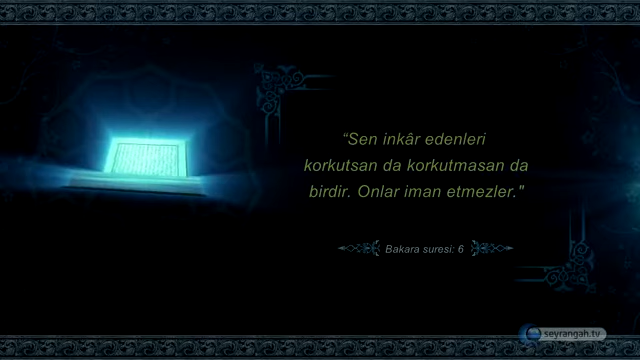 “Sen inkâr edenleri
korkutsan da korkutmasan da
birdir. Onlar iman etmezler."
Bakara suresi: 6
seyrangah.tv